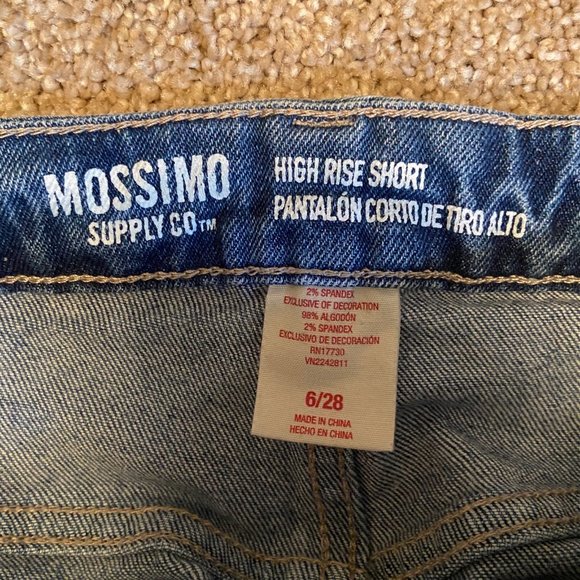 MOSSIMO
SUPPLY CO™
HIGH RISE SHORT
PANTALÓN CORTO DE TIRO ALTO
2% SPANDEX
EXCLUSIVE OF DECORATION
98% ALGODÓN
2% SPANDEX
EXCLUSIVO DE DECORACIÓN
RN17730
VN2242811
6/28
MADE IN CHINA
HECHO EN CHINA